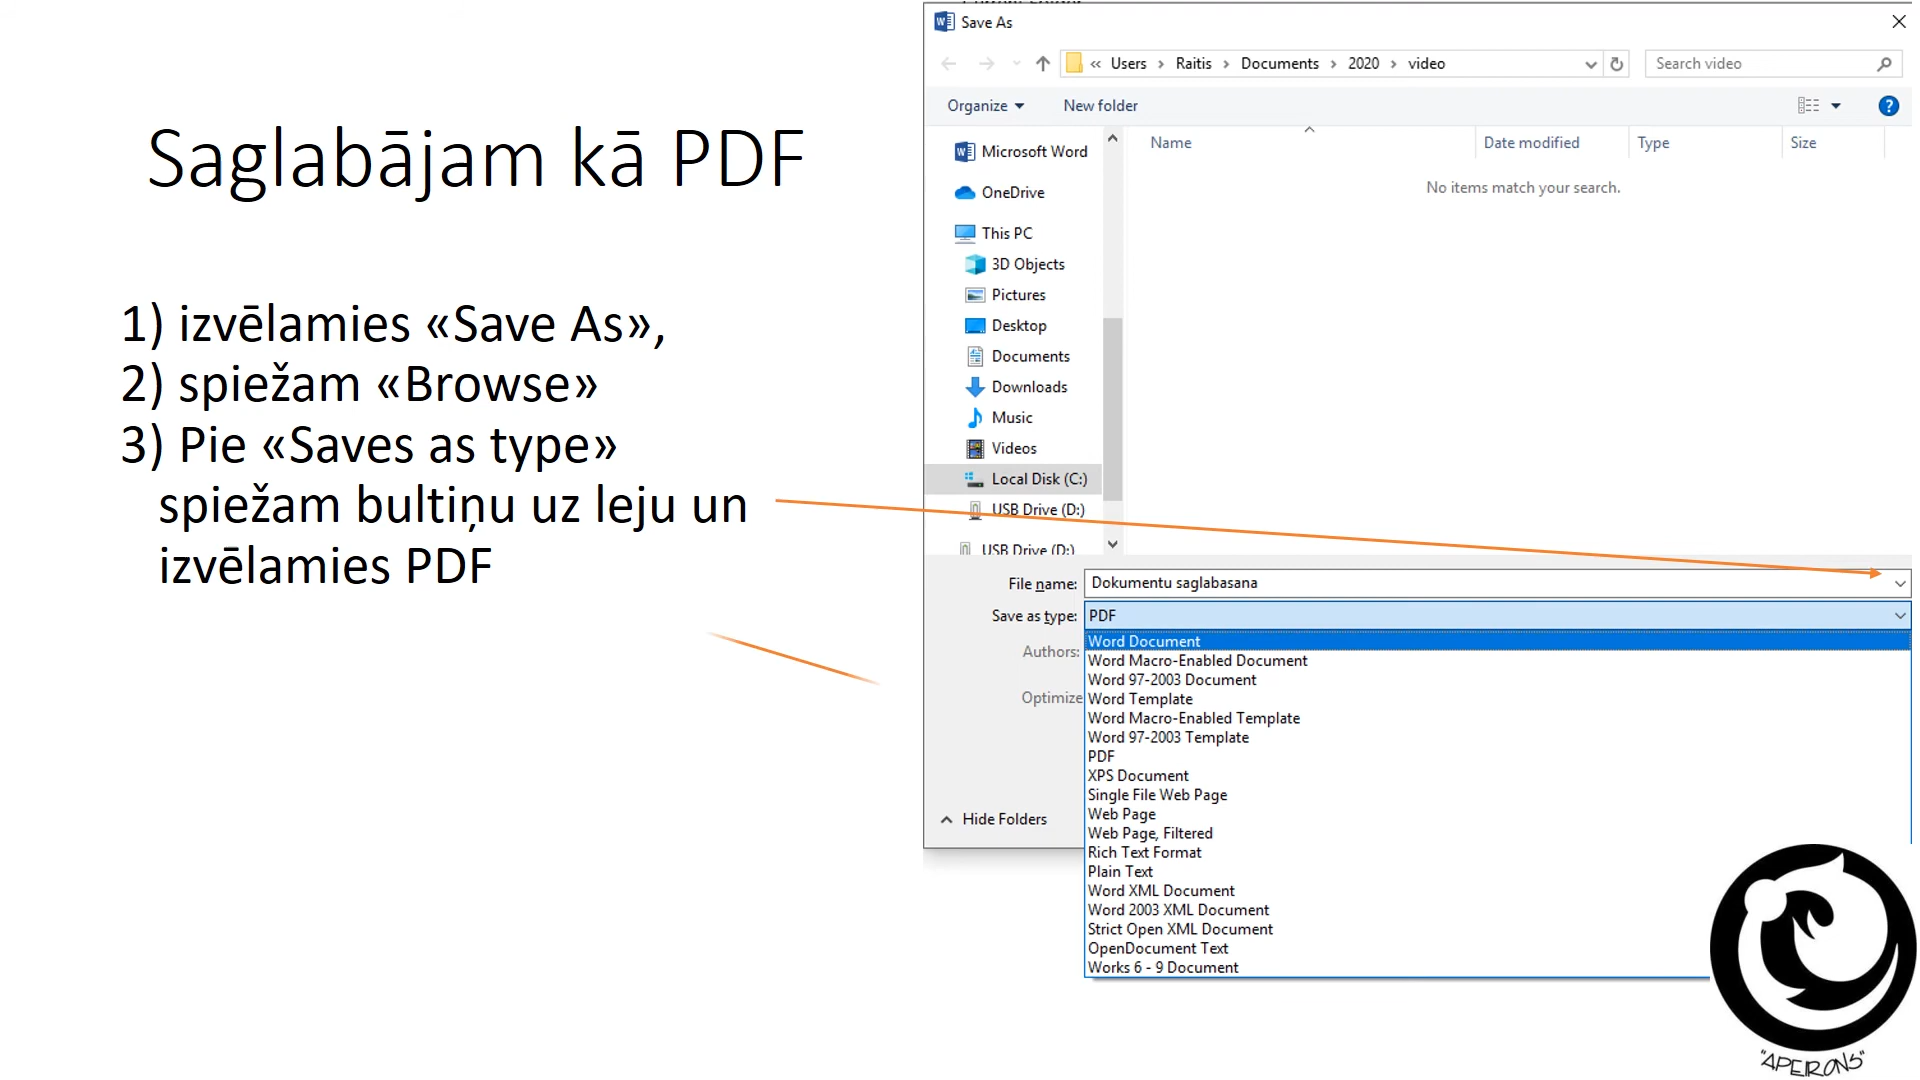 Saglabājam kā PDF
1) izvēlamies «Save As»,
2) spiežam «Browse»
3) Pie «Saves as type»
spiežam bultiņu uz leju un
izvēlamies PDF
Save As
« Users › Raitis › Documents › 2020 › video
Search video
Organize
New folder
Microsoft Word
OneDrive
This PC
3D Objects
Pictures
Desktop
Documents
Downloads
Music
Videos
Local Disk (C:)
USB Drive (D:)
USB Drive (D:)
Name
Date modified
Type
Size
No items match your search.
File name: Dokumentu saglabasana
Save as type: PDF
Authors:
Optimize
Hide Folders
Word Document
Word Macro-Enabled Document
Word 97-2003 Document
Word Template
Word Macro-Enabled Template
Word 97-2003 Template
PDF
XPS Document
Single File Web Page
Web Page
Web Page, Filtered
Rich Text Format
Plain Text
Word XML Document
Word 2003 XML Document
Strict Open XML Document
OpenDocument Text
Works 6 - 9 Document
"APEIRONS"